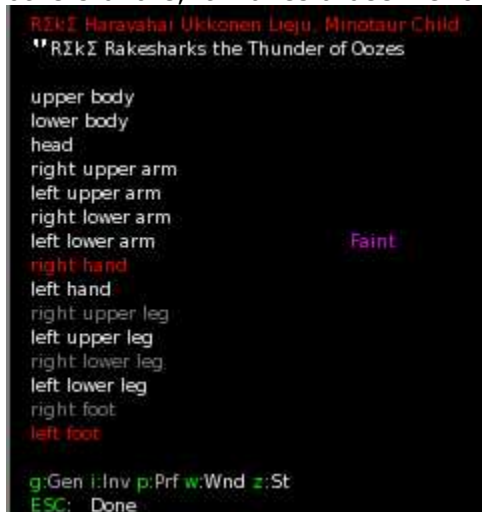 RΣkΣ Haravahai Ukkonen Lieju, Minotaur Child
"RΣkΣ Rakesharks the Thunder of Oozes
upper body
lower body
head
right upper arm
left upper arm
right lower arm
left lower arm Faint
right hand
left hand
right upper leg
left upper leg
right lower leg
left lower leg
right foot
left foot
g:Gen i:Inv p:Prf w:Wnd z:St
ESC: Done